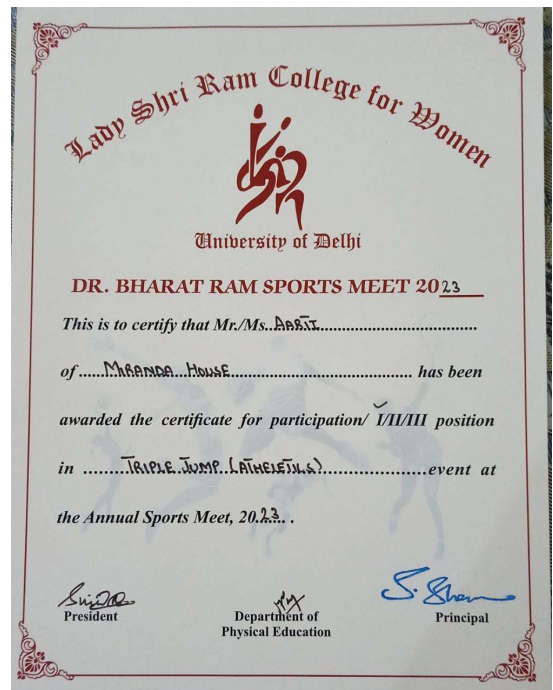 Lady Shri Ram College for Women
University of Delhi
DR. BHARAT RAM SPORTS MEET 2023
This is to certify that Mr./Ms. AARTI
of MIRANDA HOUSE has been
awarded the certificate for participation/ I/II/III position
in TRIPLE JUMP (ATHELETICS) event at
the Annual Sports Meet, 2023.
S. Sharma
President Department of Principal
Physical Education